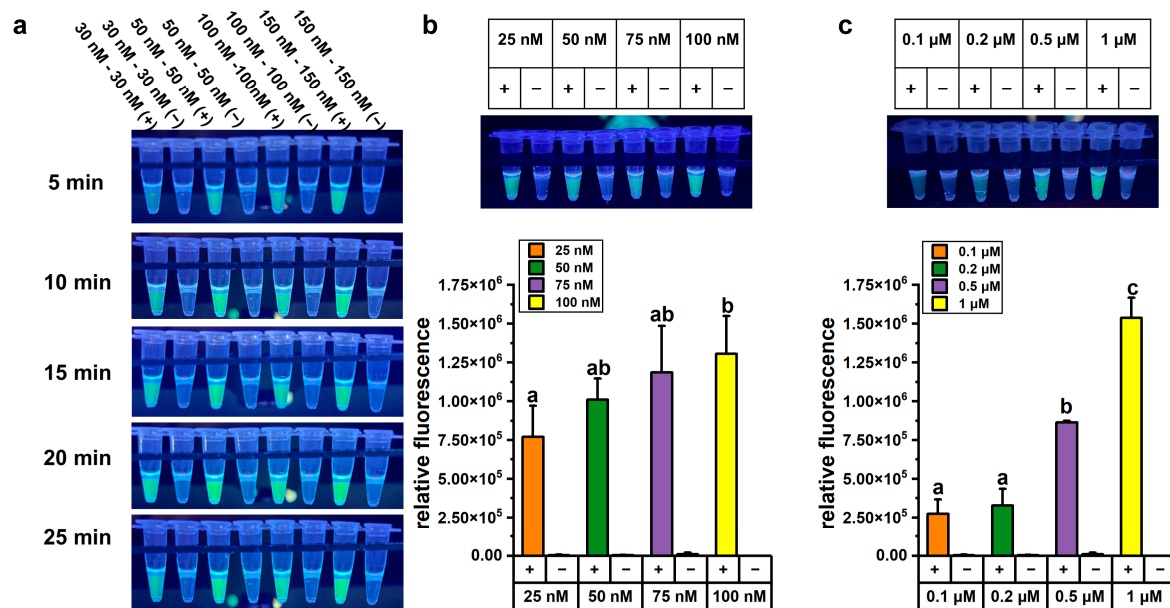 a
30 nM - 30 nM (+)
30 nM - 30 nM (−)
50 nM - 50 nM (+)
50 nM - 50 nM (−)
100 nM -100nM (+)
100 nM - 100 nM (−)
150 nM - 150 nM (+)
150 nM - 150 nM (−)
5 min
10 min
15 min
20 min
25 min
b
25 nM 50 nM 75 nM 100 nM
+ − + − + − + −
25 nM
50 nM
75 nM
100 nM
relative fluorescence
1.75×10⁶
1.50×10⁶
1.25×10⁶
1.00×10⁶
7.50×10⁵
5.00×10⁵
2.50×10⁵
0.00
a ab ab b
+ − + − + − + −
25 nM 50 nM 75 nM 100 nM
c
0.1 µM 0.2 µM 0.5 µM 1 µM
+ − + − + − + −
0.1 µM
0.2 µM
0.5 µM
1 µM
relative fluorescence
1.75×10⁶
1.50×10⁶
1.25×10⁶
1.00×10⁶
7.50×10⁵
5.00×10⁵
2.50×10⁵
0.00
a a b c
+ − + − + − + −
0.1 µM 0.2 µM 0.5 µM 1 µM